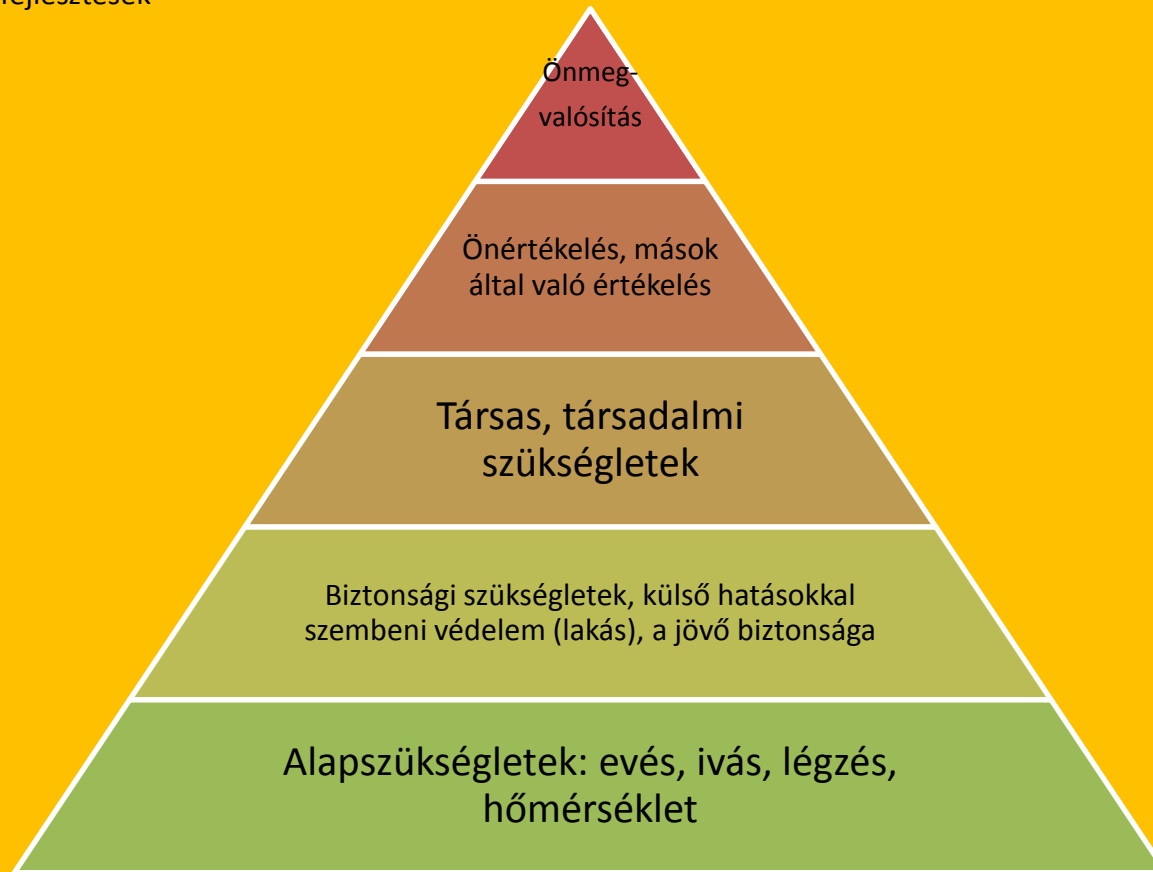 fejlesztések
Önmeg-
valósítás
Önértékelés, mások
által való értékelés
Társas, társadalmi
szükségletek
Biztonsági szükségletek, külső hatásokkal
szembeni védelem (lakás), a jövő biztonsága
Alapszükségletek: evés, ivás, légzés,
hőmérséklet